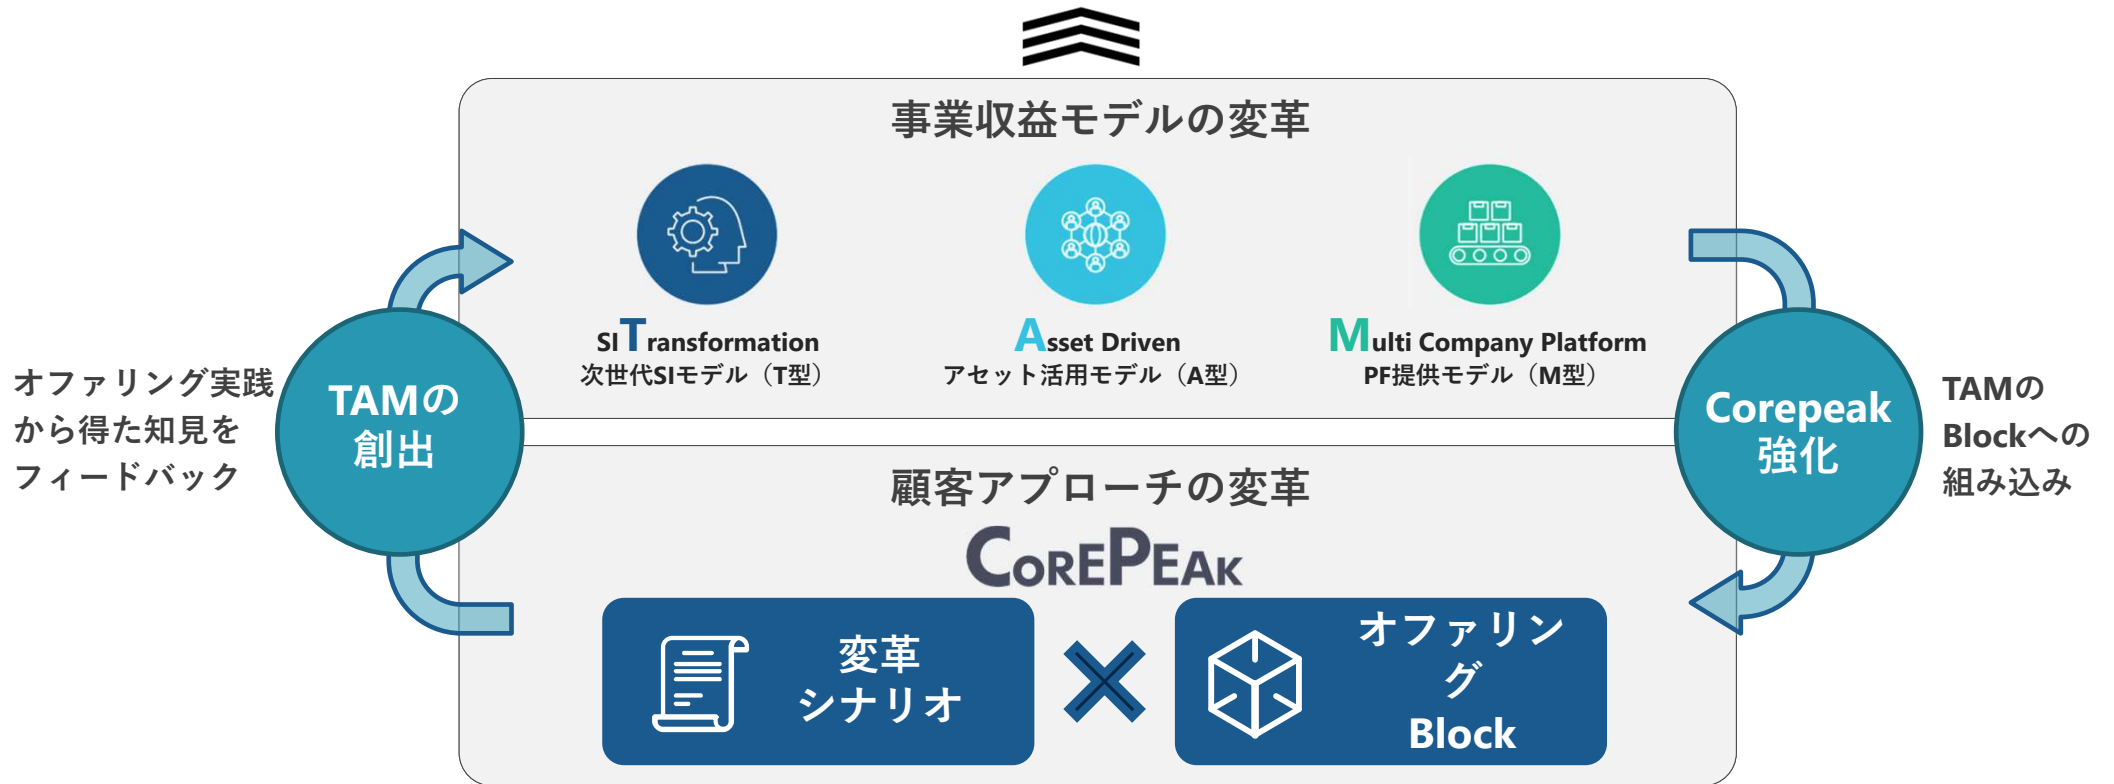 事業収益モデルの変革
SI Transformation
次世代SIモデル（T型）
Asset Driven
アセット活用モデル（A型）
Multi Company Platform
PF提供モデル（M型）
オファリング実践
から得た知見を
フィードバック
TAMの
創出
Corepeak
強化
TAMの
Blockへの
組み込み
顧客アプローチの変革
COREPEAK
変革
シナリオ
オファリン
グ
Block